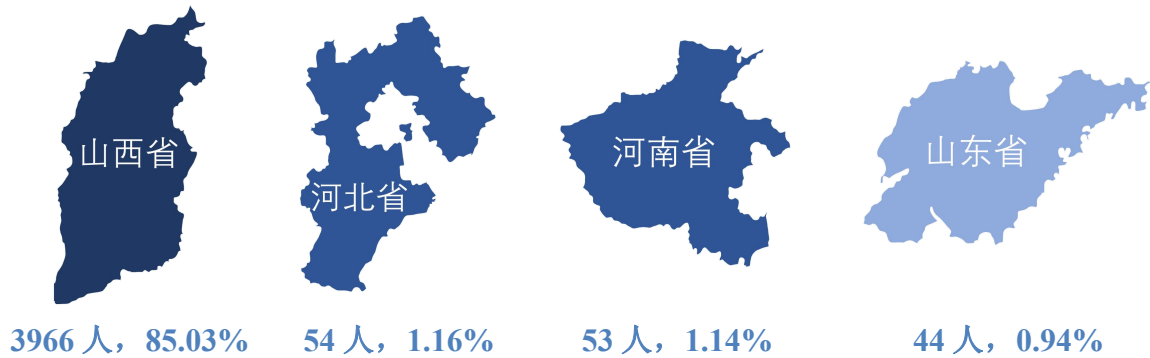 山西省
河北省
河南省
山东省
3966 人，85.03%
54 人，1.16%
53 人，1.14%
44 人，0.94%